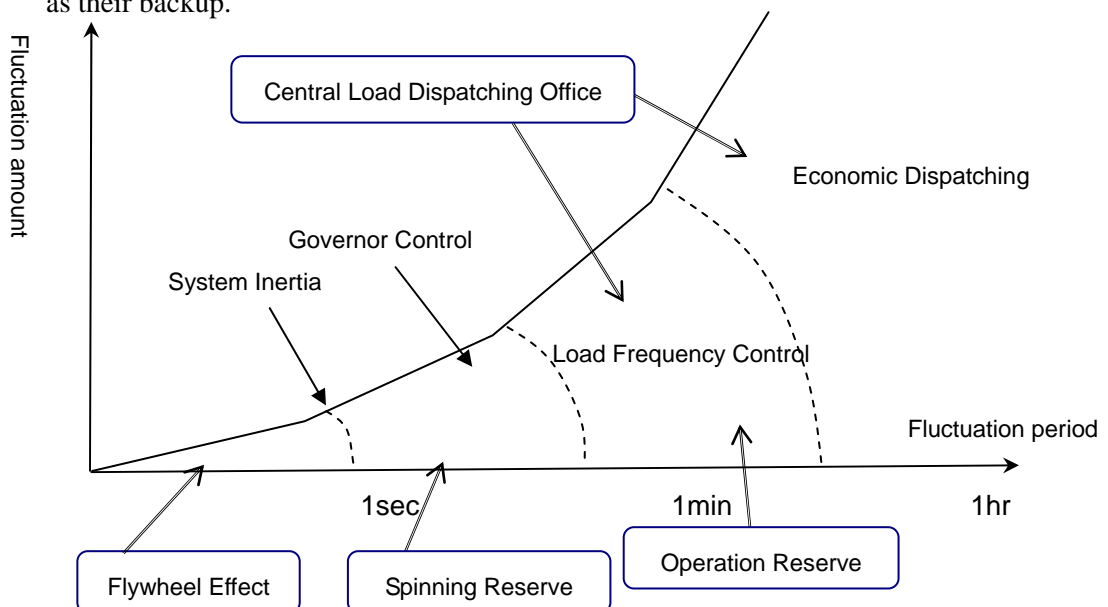 as their backup.
Fluctuation amount
Central Load Dispatching Office
Economic Dispatching
Governor Control
System Inertia
Load Frequency Control
Fluctuation period
1sec
1min
1hr
Operation Reserve
Flywheel Effect
Spinning Reserve